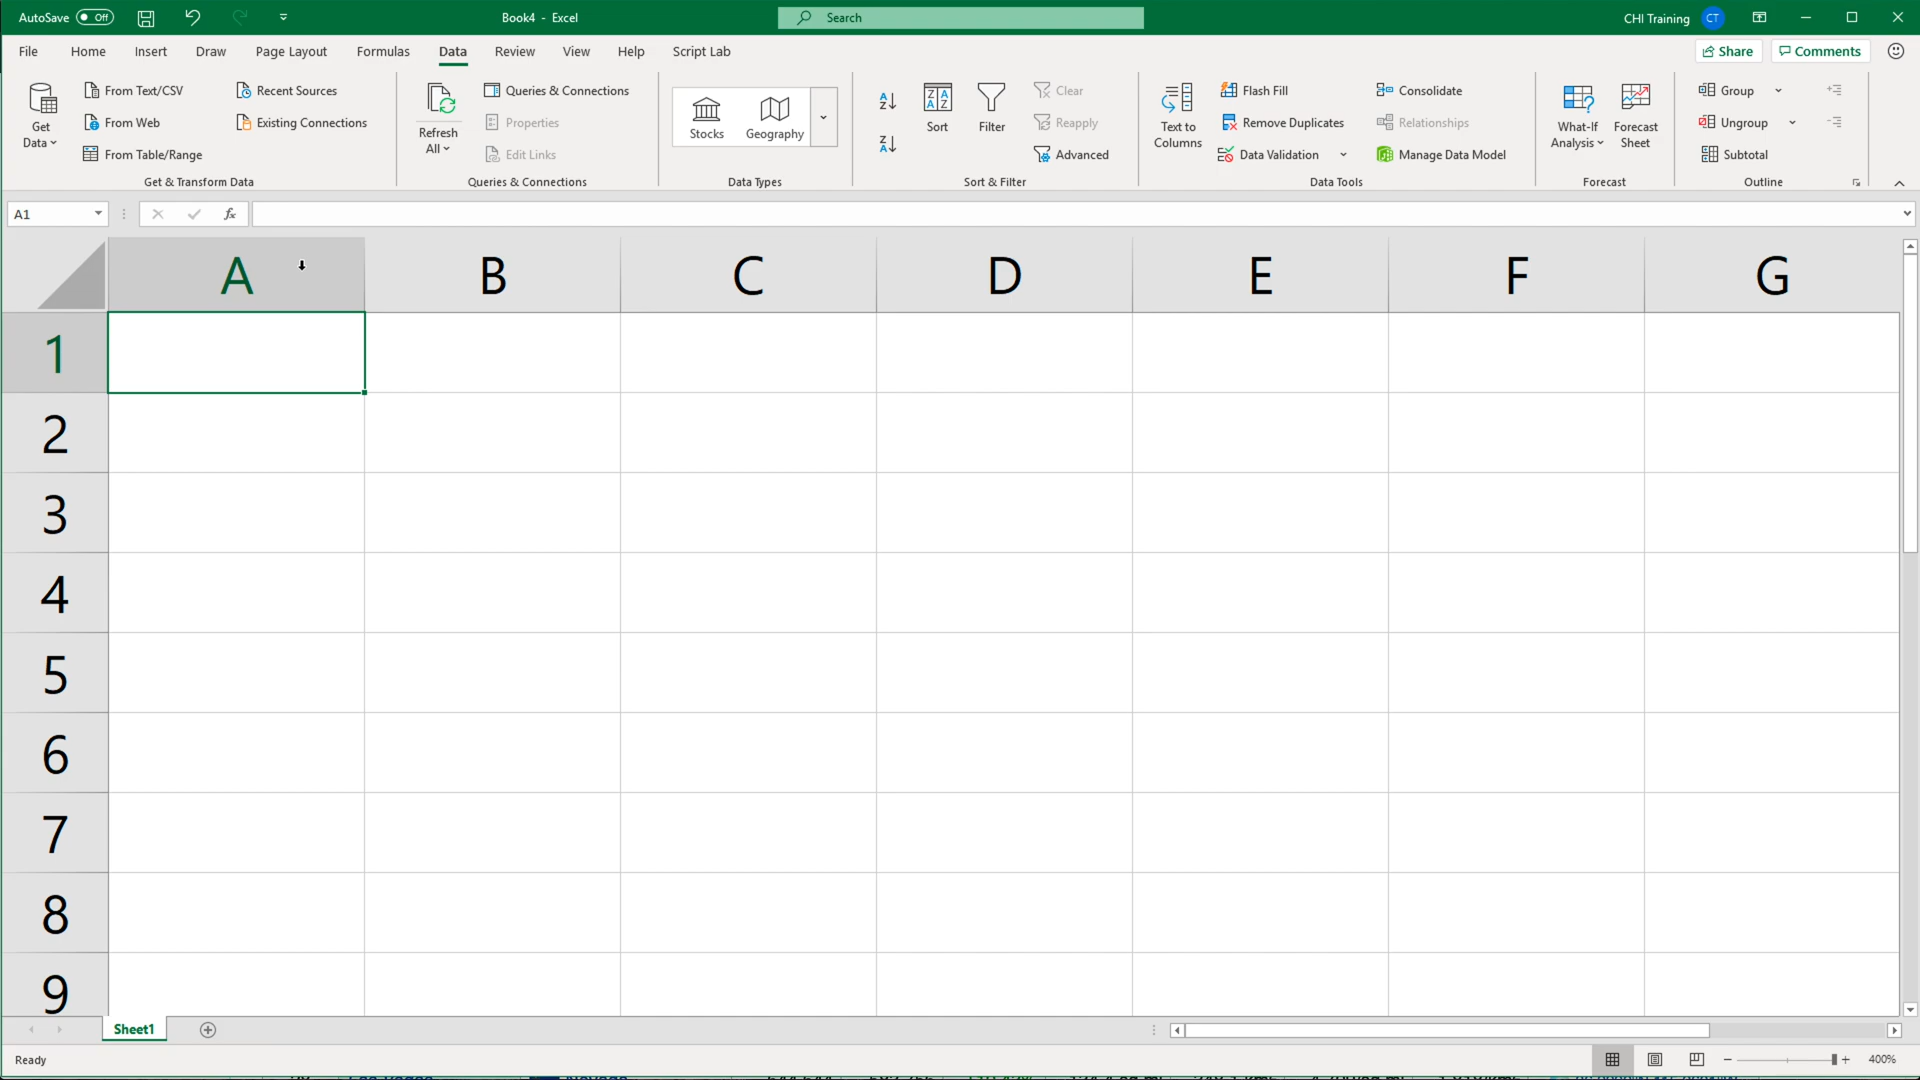 AutoSave Off Book4 - Excel Search CHI Training CT
File Home Insert Draw Page Layout Formulas Data Review View Help Script Lab Share Comments
Get Data
From Text/CSV
From Web
From Table/Range
Recent Sources
Existing Connections
Get & Transform Data
Refresh All
Queries & Connections
Properties
Edit Links
Queries & Connections
Stocks
Geography
Data Types
Sort
Filter
Clear
Reapply
Advanced
Sort & Filter
Text to Columns
Flash Fill
Remove Duplicates
Data Validation
Consolidate
Relationships
Manage Data Model
Data Tools
What-If Analysis
Forecast Sheet
Forecast
Group
Ungroup
Subtotal
Outline
A1 fx
A B C D E F G
1
2
3
4
5
6
7
8
9
Sheet1
Ready 400%